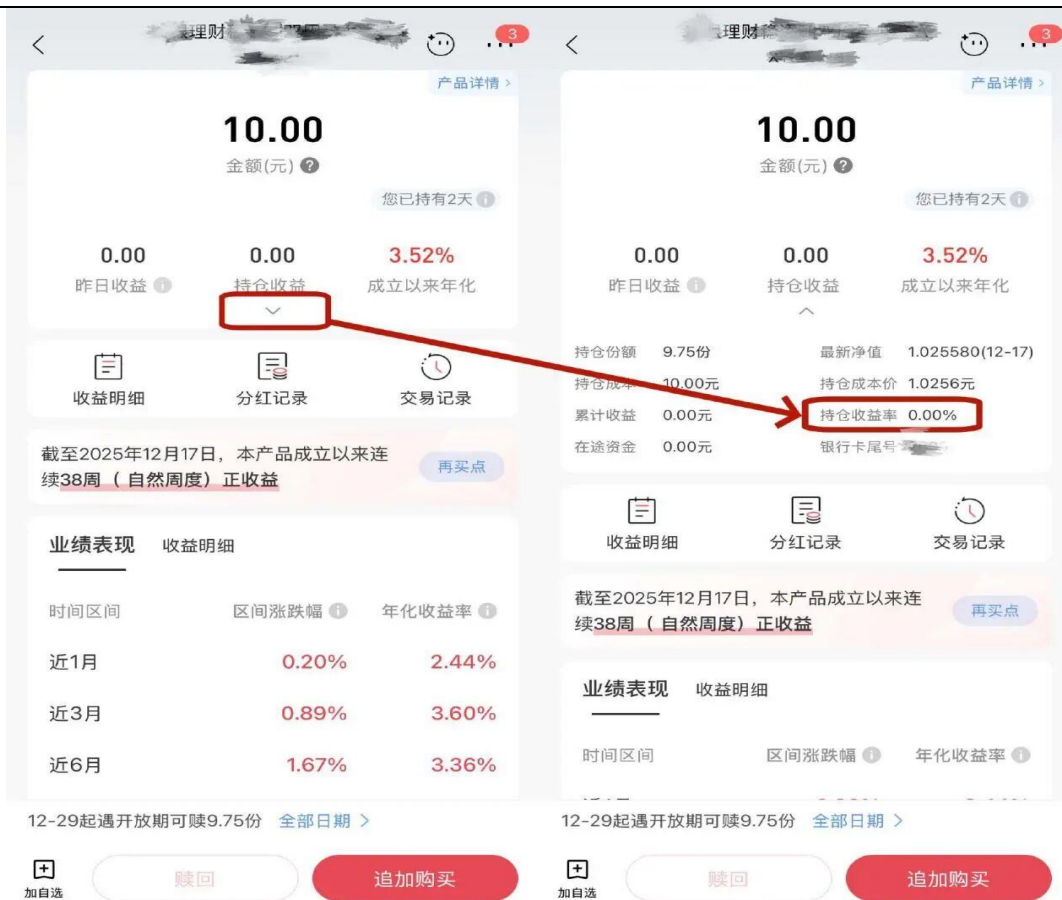 理财
3
产品详情 >
10.00
金额(元)
您已持有2天
0.00 0.00 3.52%
昨日收益 持仓收益 成立以来年化
收益明细 分红记录 交易记录
截至2025年12月17日，本产品成立以来连
续38周（自然周度）正收益
再买点
业绩表现 收益明细
时间区间 区间涨跌幅 年化收益率
近1月 0.20% 2.44%
近3月 0.89% 3.60%
近6月 1.67% 3.36%
12-29起遇开放期可赎9.75份 全部日期 >
加自选 赎回 追加购买
理财
3
产品详情 >
10.00
金额(元)
您已持有2天
0.00 0.00 3.52%
昨日收益 持仓收益 成立以来年化
持仓份额 9.75份 最新净值 1.025580(12-17)
持仓成本 10.00元 持仓成本价 1.0256元
累计收益 0.00元 持仓收益率 0.00%
在途资金 0.00元 银行卡尾号
收益明细 分红记录 交易记录
截至2025年12月17日，本产品成立以来连
续38周（自然周度）正收益
再买点
业绩表现 收益明细
时间区间 区间涨跌幅 年化收益率
12-29起遇开放期可赎9.75份 全部日期 >
加自选 赎回 追加购买